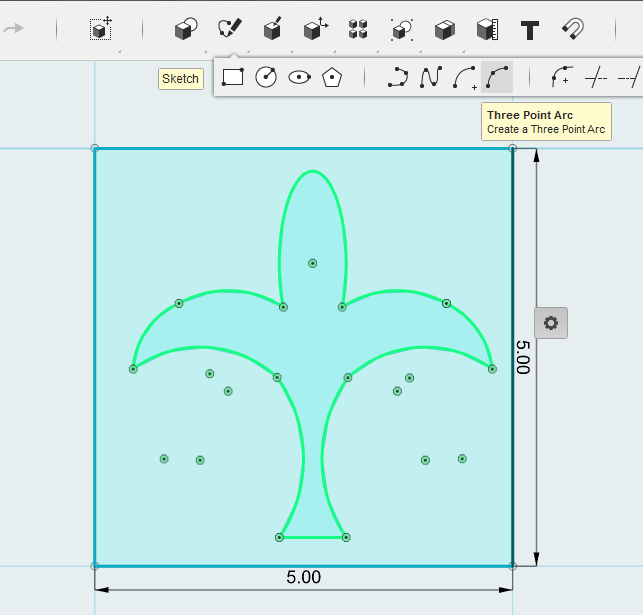 Sketch
Three Point Arc
Create a Three Point Arc
5.00
5.00